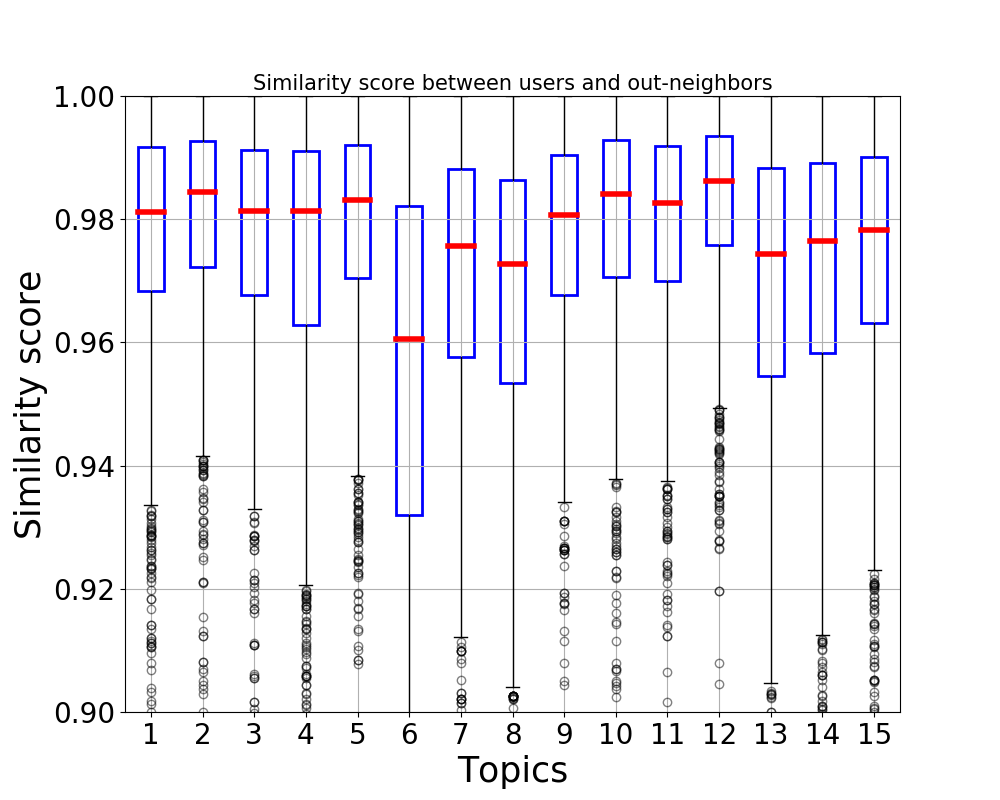 Similarity score between users and out-neighbors
1.00
0.98
0.96
0.94
0.92
0.90
Similarity score
1 2 3 4 5 6 7 8 9 10 11 12 13 14 15
Topics